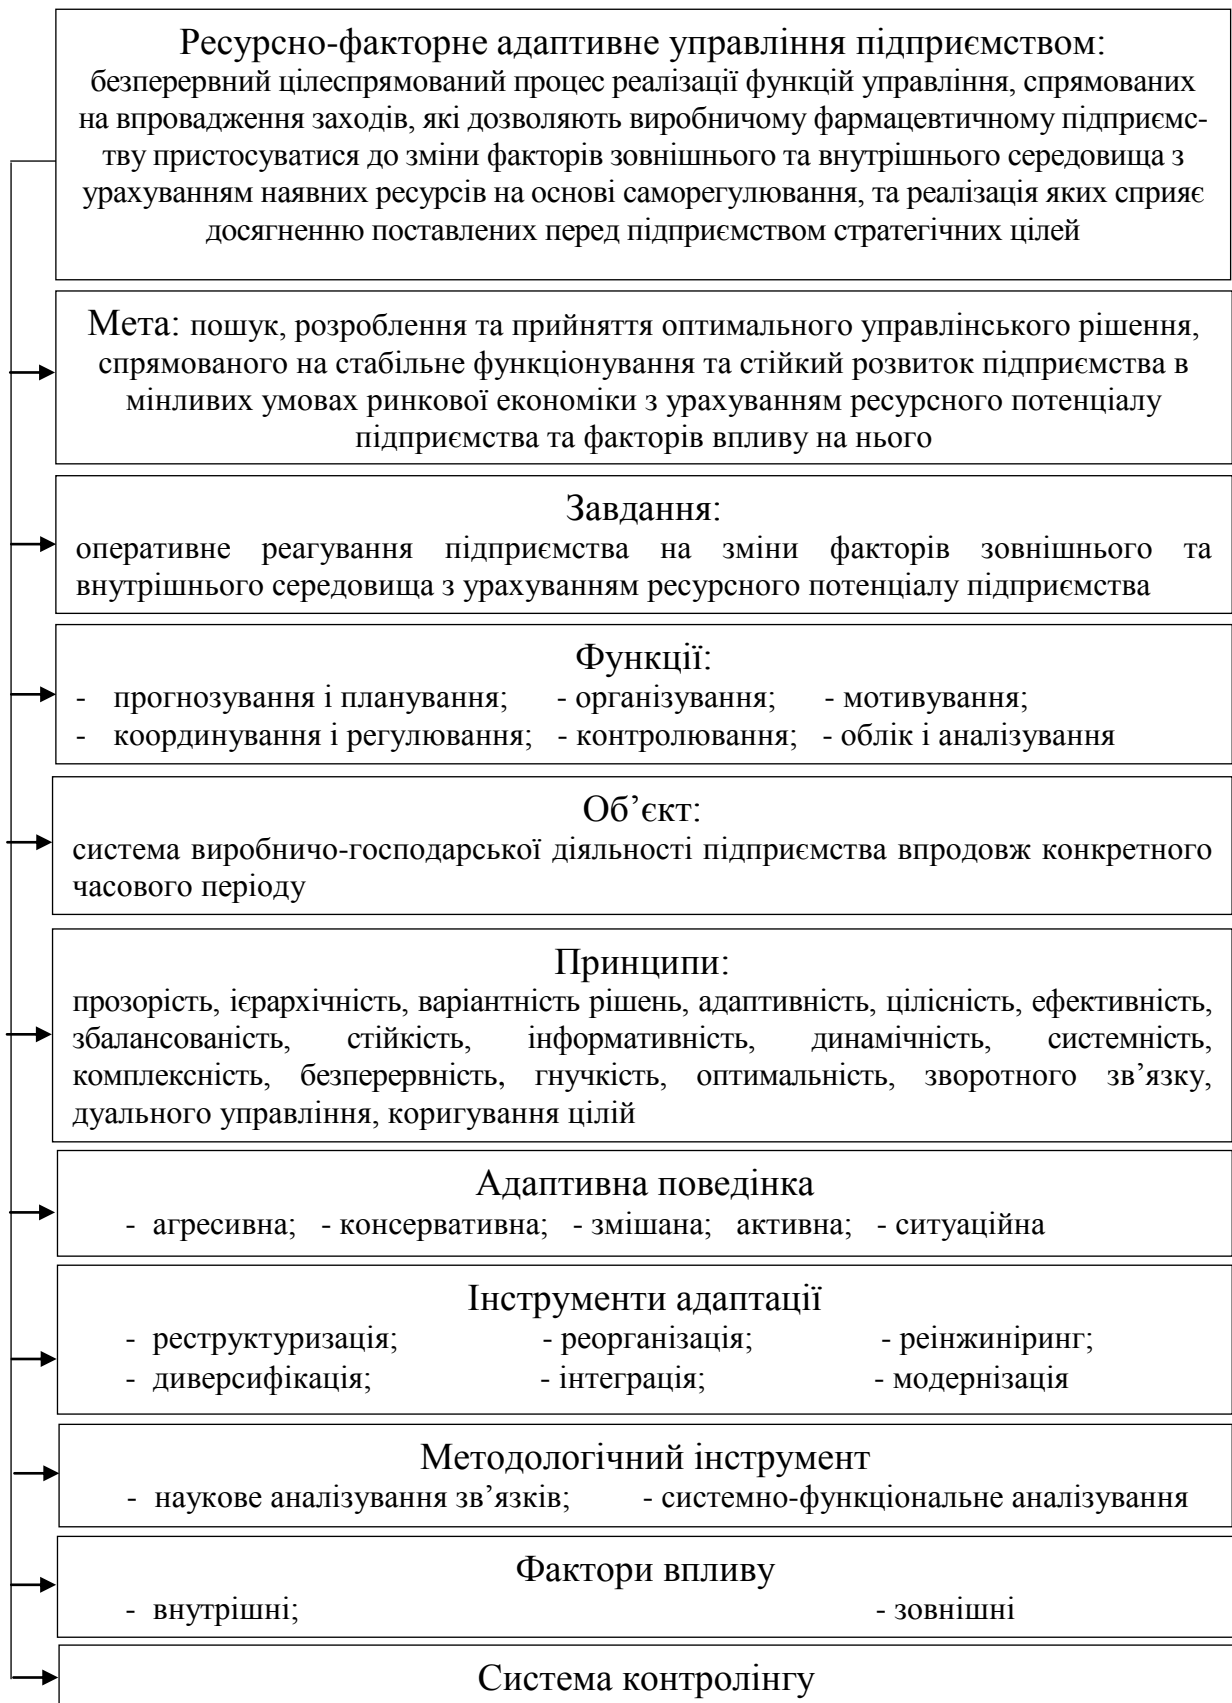 Ресурсно-факторне адаптивне управління підприємством:
безперервний цілеспрямований процес реалізації функцій управління, спрямованих
на впровадження заходів, які дозволяють виробничому фармацевтичному підприємс-
тву пристосуватися до зміни факторів зовнішнього та внутрішнього середовища з
урахуванням наявних ресурсів на основі саморегулювання, та реалізація яких сприяє
досягненню поставлених перед підприємством стратегічних цілей
Мета: пошук, розроблення та прийняття оптимального управлінського рішення,
спрямованого на стабільне функціонування та стійкий розвиток підприємства в
мінливих умовах ринкової економіки з урахуванням ресурсного потенціалу
підприємства та факторів впливу на нього
Завдання:
оперативне реагування підприємства на зміни факторів зовнішнього та
внутрішнього середовища з урахуванням ресурсного потенціалу підприємства
Функції:
- прогнозування і планування; - організування; - мотивування;
- координування і регулювання; - контролювання; - облік і аналізування
Об’єкт:
система виробничо-господарської діяльності підприємства впродовж конкретного
часового періоду
Принципи:
прозорість, ієрархічність, варіантність рішень, адаптивність, цілісність, ефективність,
збалансованість, стійкість, інформативність, динамічність, системність,
комплексність, безперервність, гнучкість, оптимальність, зворотного зв’язку,
дуального управління, коригування цілій
Адаптивна поведінка
- агресивна; - консервативна; - змішана; активна; - ситуаційна
Інструменти адаптації
- реструктуризація; - реорганізація; - реінжиніринг;
- диверсифікація; - інтеграція; - модернізація
Методологічний інструмент
- наукове аналізування зв’язків; - системно-функціональне аналізування
Фактори впливу
- внутрішні; - зовнішні
Система контролінгу